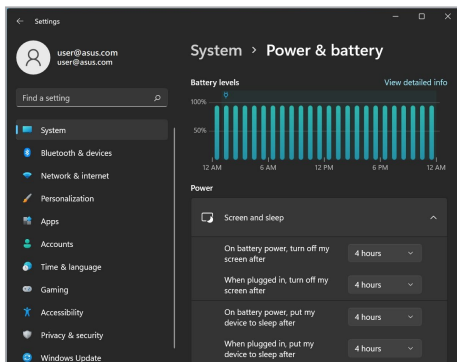 Settings
user@asus.com
user@asus.com
Find a setting
System
Bluetooth & devices
Network & internet
Personalization
Apps
Accounts
Time & language
Gaming
Accessibility
Privacy & security
Windows Update
System > Power & battery
Battery levels
View detailed info
100%
50%
12 AM 6 AM 12 PM 6 PM 12 AM
Power
Screen and sleep
On battery power, turn off my
screen after
4 hours
When plugged in, turn off my
screen after
4 hours
On battery power, put my
device to sleep after
4 hours
When plugged in, put my
device to sleep after
4 hours